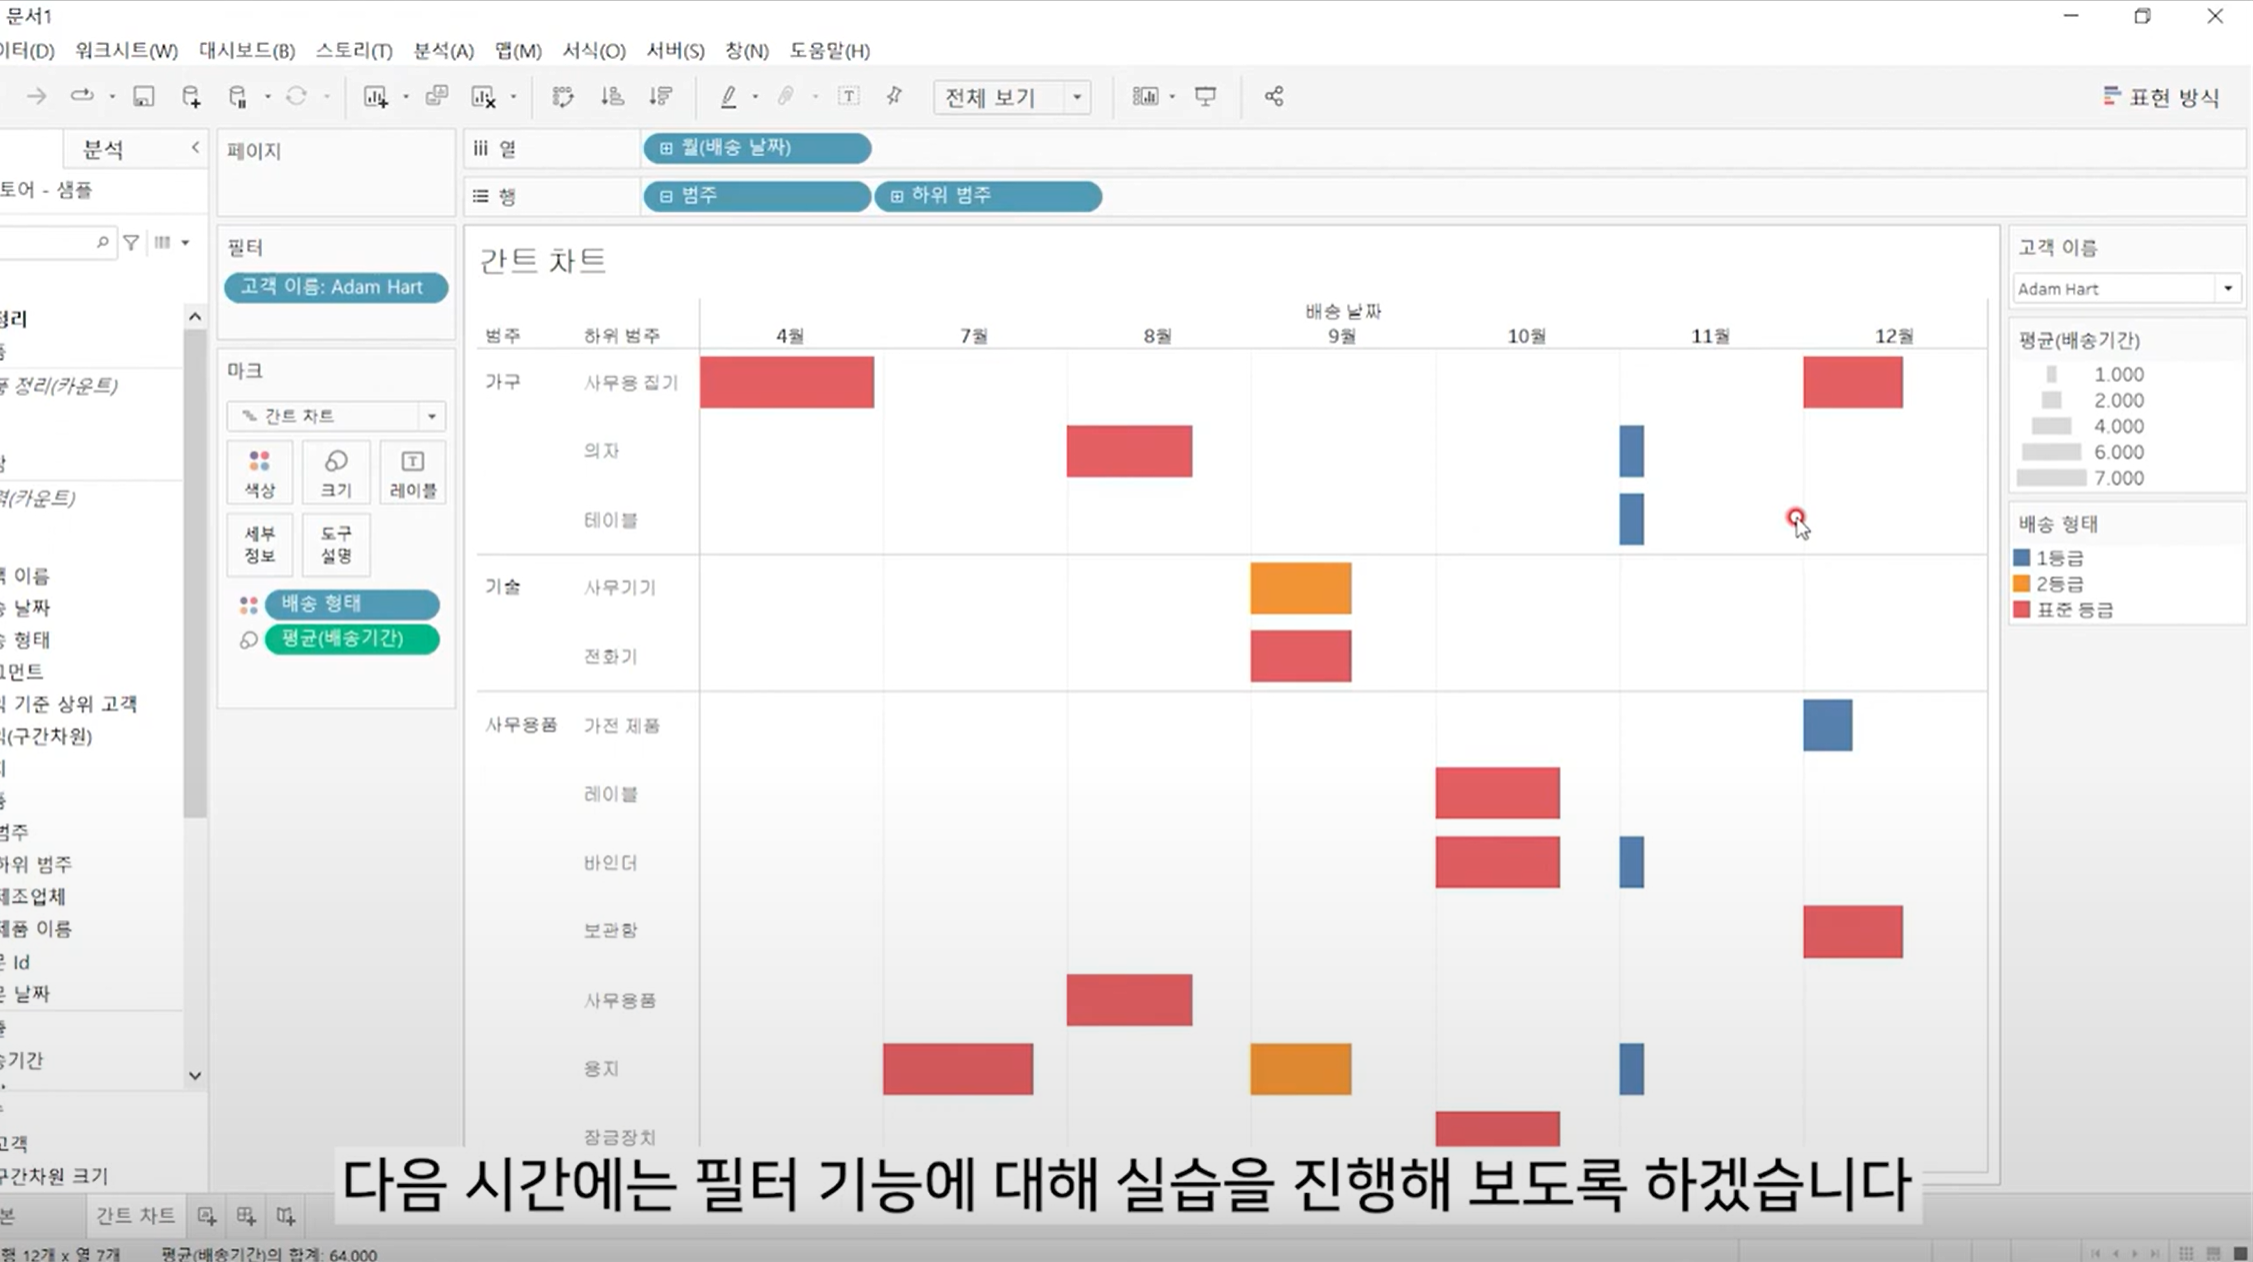 문서1
이터(D) 워크시트(W) 대시보드(B) 스토리(T) 분석(A) 맵(M) 서식(O) 서버(S) 창(N) 도움말(H)
전체 보기
표현 방식
분석
토어 - 샘플
정리
품 정리(카운트)
이름
날짜
형태
그먼트
기준 상위 고객
(구간차원)
범주
하위 범주
제조업체
제품 이름
Id
날짜
송기간
고객
구간차원 크기
페이지
필터
고객 이름: Adam Hart
마크
간트 차트
색상
크기
레이블
세부 정보
도구 설명
배송 형태
평균(배송기간)
열
월(배송 날짜)
행
범주
하위 범주
간트 차트
배송 날짜
범주 하위 범주 4월 7월 8월 9월 10월 11월 12월
가구 사무용 집기
의자
테이블
기술 사무기기
전화기
사무용품 가전 제품
레이블
바인더
보관함
사무용품
용지
잠금장치
고객 이름
Adam Hart
평균(배송기간)
1.000
2.000
4.000
6.000
7.000
배송 형태
1등급
2등급
표준 등급
다음 시간에는 필터 기능에 대해 실습을 진행해 보도록 하겠습니다
본
간트 차트
행 12개 x 열 7개 평균(배송기간)의 합계: 64.000